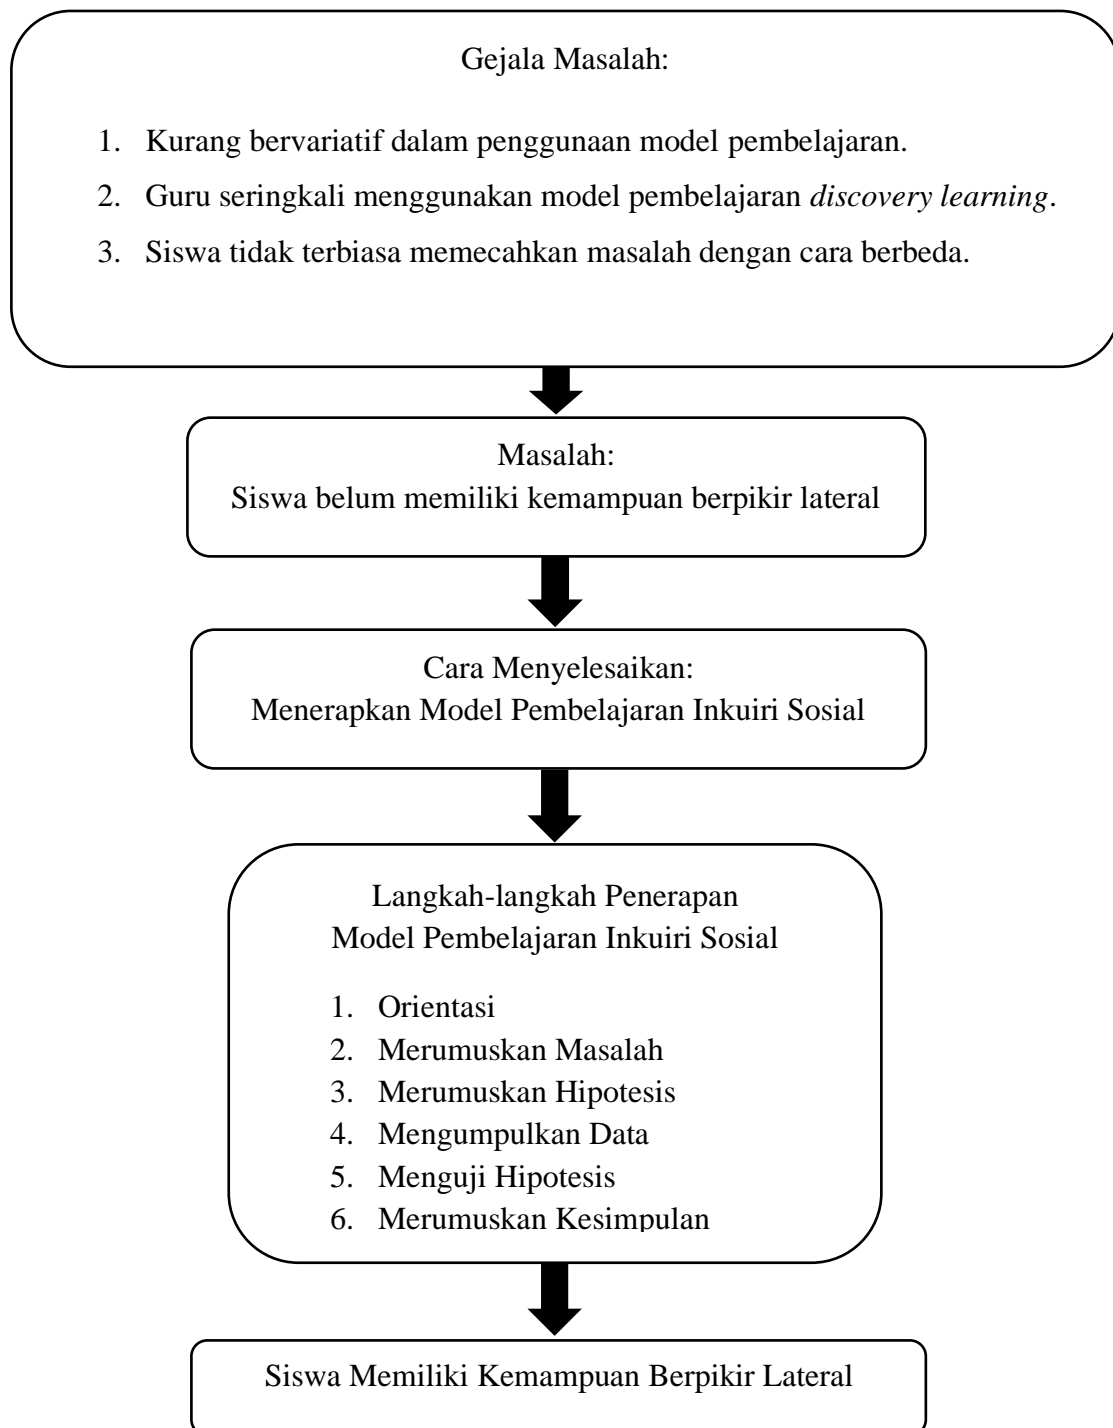 Gejala Masalah:
1. Kurang bervariatif dalam penggunaan model pembelajaran.
2. Guru seringkali menggunakan model pembelajaran discovery learning.
3. Siswa tidak terbiasa memecahkan masalah dengan cara berbeda.
Masalah:
Siswa belum memiliki kemampuan berpikir lateral
Cara Menyelesaikan:
Menerapkan Model Pembelajaran Inkuiri Sosial
Langkah-langkah Penerapan
Model Pembelajaran Inkuiri Sosial
1. Orientasi
2. Merumuskan Masalah
3. Merumuskan Hipotesis
4. Mengumpulkan Data
5. Menguji Hipotesis
6. Merumuskan Kesimpulan
Siswa Memiliki Kemampuan Berpikir Lateral